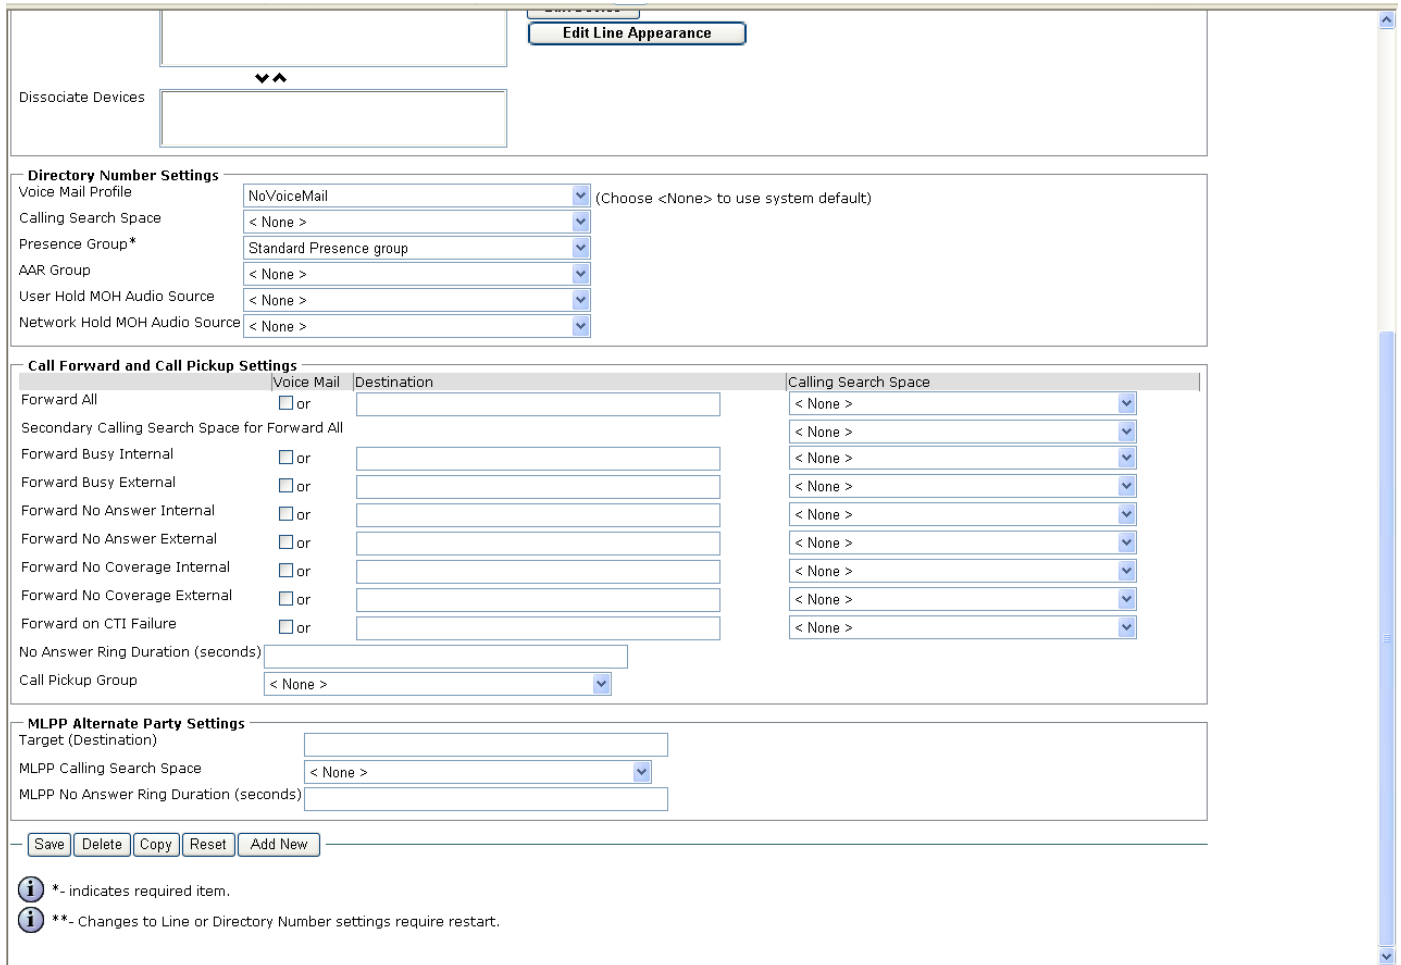 Edit Line Appearance
Dissociate Devices
Directory Number Settings
Voice Mail Profile NoVoiceMail (Choose <None> to use system default)
Calling Search Space < None >
Presence Group* Standard Presence group
AAR Group < None >
User Hold MOH Audio Source < None >
Network Hold MOH Audio Source < None >
Call Forward and Call Pickup Settings
Voice Mail Destination Calling Search Space
Forward All or < None >
Secondary Calling Search Space for Forward All < None >
Forward Busy Internal or < None >
Forward Busy External or < None >
Forward No Answer Internal or < None >
Forward No Answer External or < None >
Forward No Coverage Internal or < None >
Forward No Coverage External or < None >
Forward on CTI Failure or < None >
No Answer Ring Duration (seconds)
Call Pickup Group < None >
MLPP Alternate Party Settings
Target (Destination)
MLPP Calling Search Space < None >
MLPP No Answer Ring Duration (seconds)
Save Delete Copy Reset Add New
*- indicates required item.
**- Changes to Line or Directory Number settings require restart.